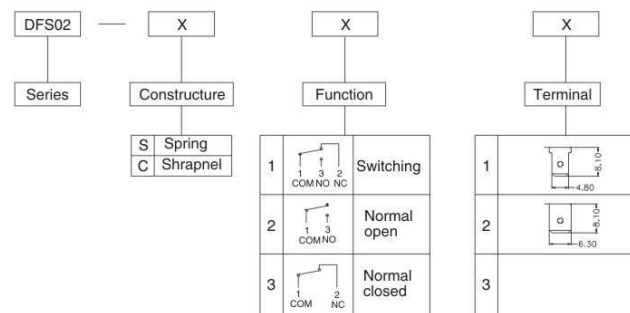 DFS02 — X X X
Series Constructure Function Terminal
S Spring
C Shrapnel
1 1 3 2 Switching
COM NO NC
2 1 3 Normal open
COM NO
3 1 2 Normal closed
COM NC
1 8.10
4.80
2 8.10
6.30
3